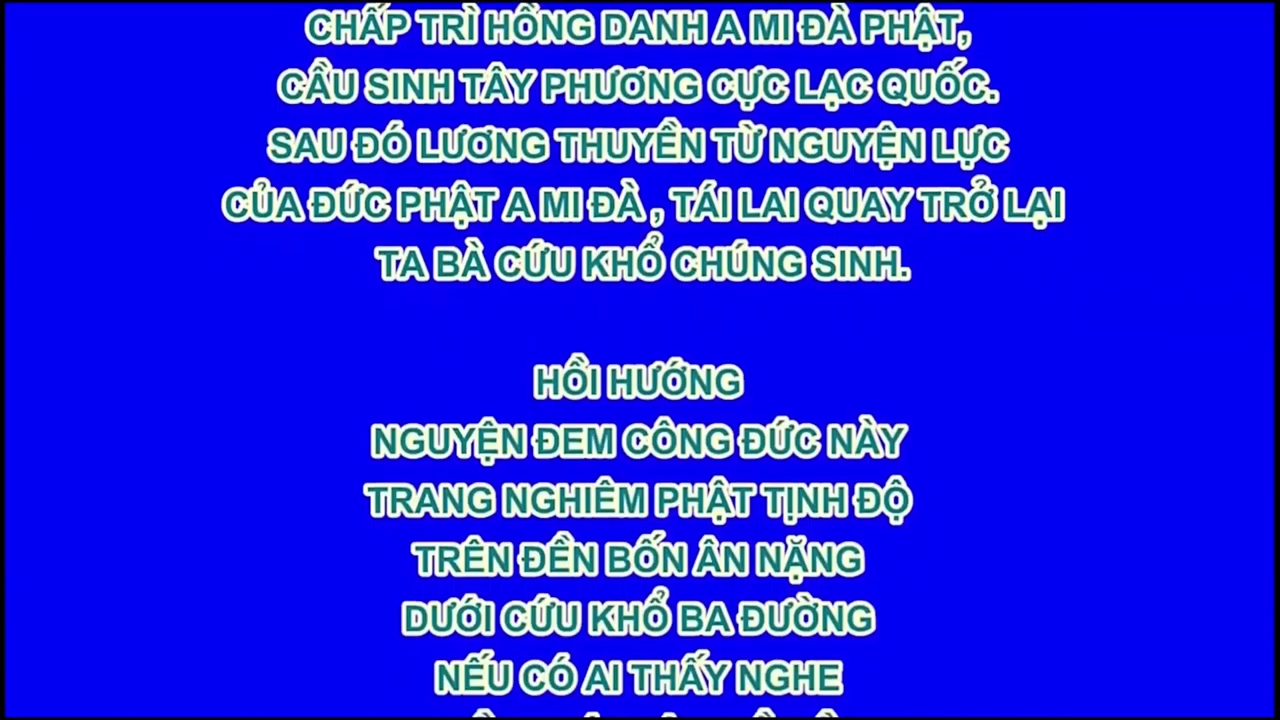 CHẤP TRÌ HỒNG DANH A MI ĐÀ PHẬT,
CẦU SINH TÂY PHƯƠNG CỰC LẠC QUỐC.
SAU ĐÓ LƯƠNG THUYỀN TỪ NGUYỆN LỰC
CỦA ĐỨC PHẬT A MI ĐÀ , TÁI LAI QUAY TRỞ LẠI
TA BÀ CỨU KHỔ CHÚNG SINH.
HỒI HƯỚNG
NGUYỆN ĐEM CÔNG ĐỨC NÀY
TRANG NGHIÊM PHẬT TỊNH ĐỘ
TRÊN ĐỀN BỐN ÂN NẶNG
DƯỚI CỨU KHỔ BA ĐƯỜNG
NẾU CÓ AI THẤY NGHE